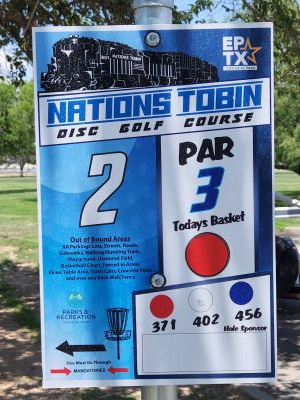 EP
TX
NATIONS TOBIN
DISC GOLF COURSE
2
PAR
3
Todays Basket
Out of Bound Areas
All Parking Lots, Streets, Roads,
Sidewalks, Walking/Running Trails,
Playground, Diamond Field,
Basketball Court, Fenced in Areas,
Picnic Table Area, Catch Cans, Concrete Pads,
and over any Rock Wall/Fence
PARKS &
RECREATION
371
402
456
Hole Sponsor
Disc Must Go Through
MANDATORIES